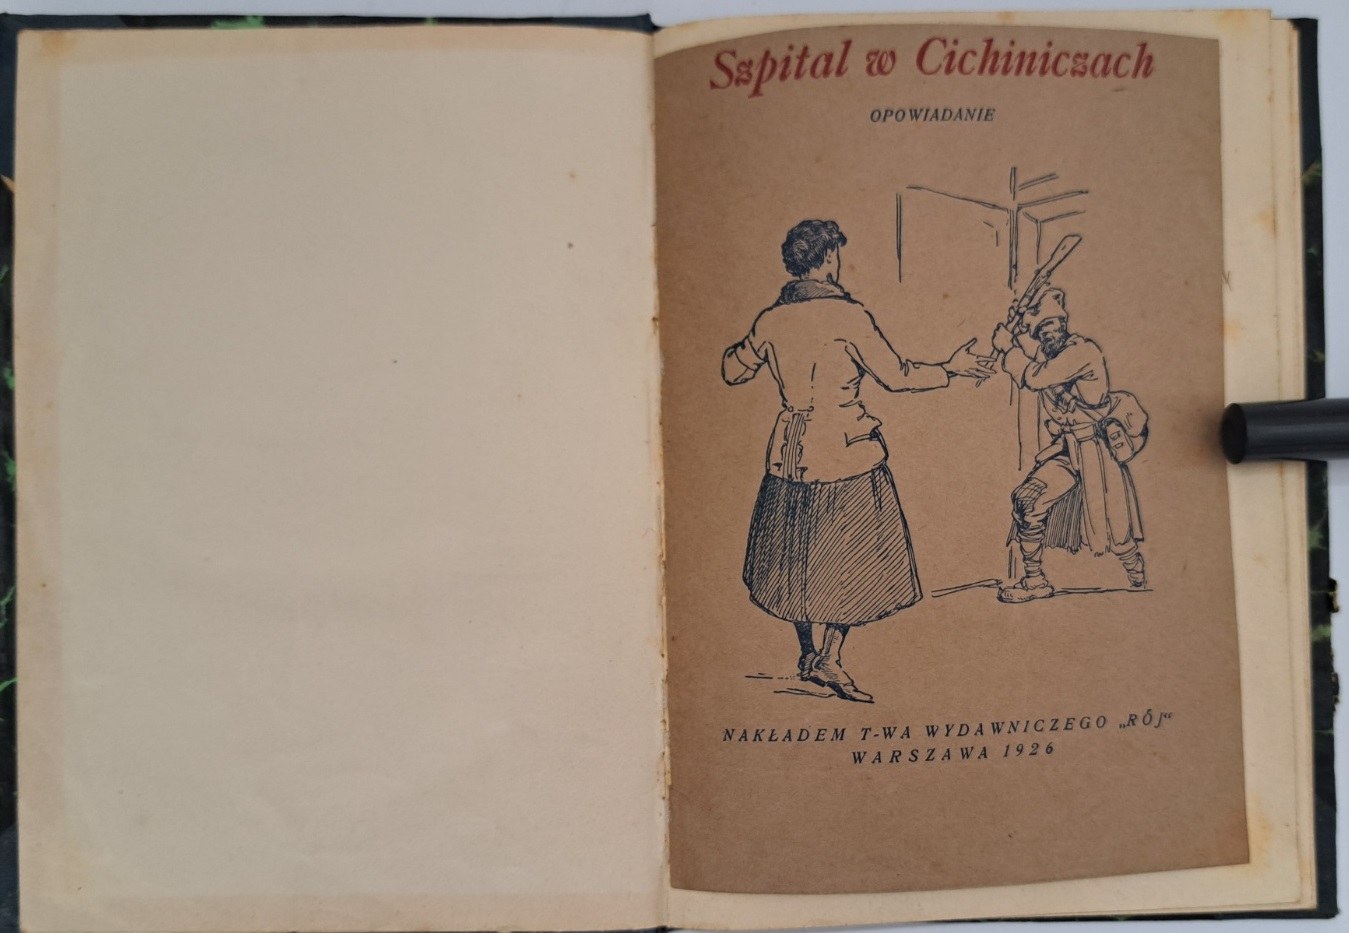 Szpital w Cichiniczach
OPOWIADANIE
NAKŁADEM T-WA WYDAWNICZEGO „RÓJ“
WARSZAWA 1926